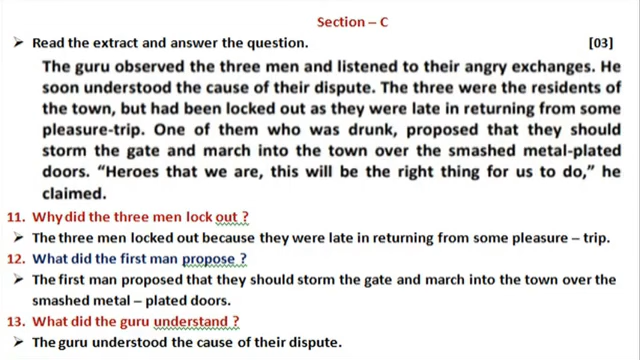 Section – C
➤ Read the extract and answer the question. [03]
The guru observed the three men and listened to their angry exchanges. He
soon understood the cause of their dispute. The three were the residents of
the town, but had been locked out as they were late in returning from some
pleasure-trip. One of them who was drunk, proposed that they should
storm the gate and march into the town over the smashed metal-plated
doors. “Heroes that we are, this will be the right thing for us to do,” he
claimed.
11. Why did the three men lock out ?
➤ The three men locked out because they were late in returning from some pleasure – trip.
12. What did the first man propose ?
➤ The first man proposed that they should storm the gate and march into the town over the
smashed metal – plated doors.
13. What did the guru understand ?
➤ The guru understood the cause of their dispute.